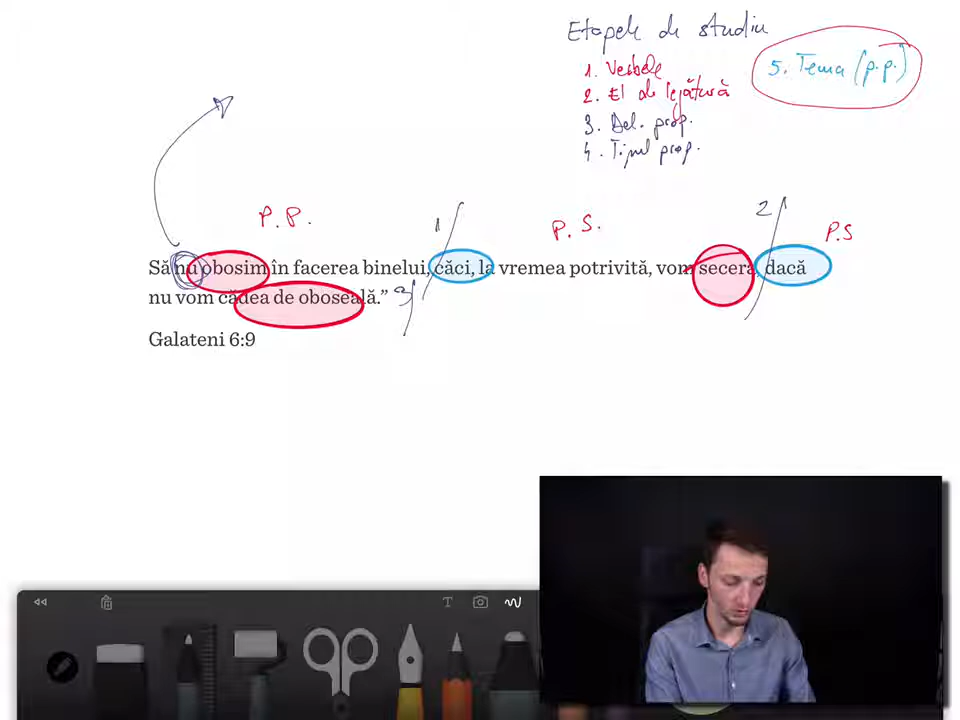 Etapele de studiu
1. Verbele
2. El de legătură
3. Del. prop.
4. Tipul prop.
5. Tema (p.p.)
P.P.
1
P.S.
2
P.S
Să nu obosim în facerea binelui, căci, la vremea potrivită, vom secera, dacă
nu vom cădea de oboseală.”
3
Galateni 6:9
T